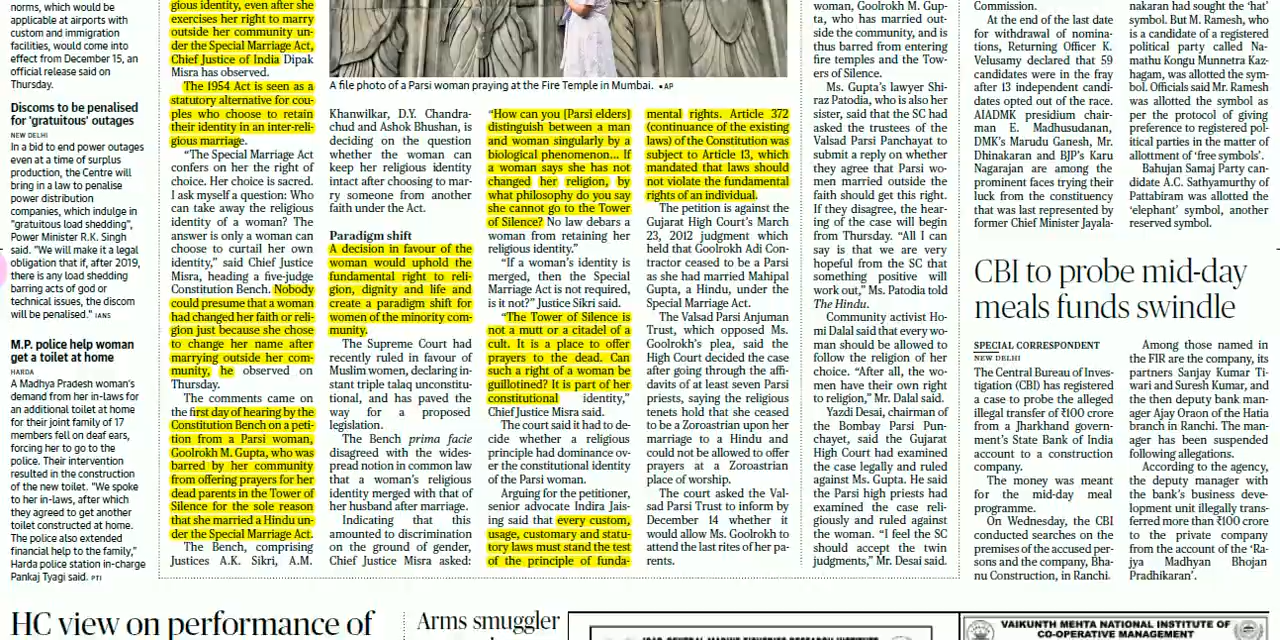 norms, which would be
applicable at airports with
custom and immigration
facilities, would come into
effect from December 15, an
official release said on
Thursday.
Discoms to be penalised
for 'gratuitous' outages
NEW DELHI
In a bid to end power outages
even at a time of surplus
production, the Centre will
bring in a law to penalise
power distribution
companies, which indulge in
"gratuitous load shedding",
Power Minister R.K. Singh
said. "We will make it a legal
obligation that if, after 2019,
there is any load shedding
barring acts of god or
technical issues, the discom
will be penalised." IANS
M.P. police help woman
get a toilet at home
HARDA
A Madhya Pradesh woman's
demand from her in-laws for
an additional toilet at home
for their joint family of 17
members fell on deaf ears,
forcing her to go to the
police. Their intervention
resulted in the construction
of the new toilet. "We spoke
to her in-laws, after which
they agreed to get another
toilet constructed at home.
The police also extended
financial help to the family,"
Harda police station in-charge
Pankaj Tyagi said. PTI
gious identity, even after she
exercises her right to marry
outside her community un-
der the Special Marriage Act,
Chief Justice of India Dipak
Misra has observed.
The 1954 Act is seen as a
statutory alternative for cou-
ples who choose to retain
their identity in an inter-reli-
gious marriage.
"The Special Marriage Act
confers on her the right of
choice. Her choice is sacred.
I ask myself a question: Who
can take away the religious
identity of a woman? The
answer is only a woman can
choose to curtail her own
identity," said Chief Justice
Misra, heading a five-judge
Constitution Bench. Nobody
could presume that a woman
had changed her faith or reli-
gion just because she chose
to change her name after
marrying outside her com-
munity, he observed on
Thursday.
The comments came on
the first day of hearing by the
Constitution Bench on a peti-
tion from a Parsi woman,
Goolrokh M. Gupta, who was
barred by her community
from offering prayers for her
dead parents in the Tower of
Silence for the sole reason
that she married a Hindu un-
der the Special Marriage Act.
The Bench, comprising
Justices A.K. Sikri, A.M.
A file photo of a Parsi woman praying at the Fire Temple in Mumbai. •AP
Khanwilkar, D.Y. Chandra-
chud and Ashok Bhushan, is
deciding on the question
whether the woman can
keep her religious identity
intact after choosing to mar-
ry someone from another
faith under the Act.
Paradigm shift
A decision in favour of the
woman would uphold the
fundamental right to reli-
gion, dignity and life and
create a paradigm shift for
women of the minority com-
munity.
The Supreme Court had
recently ruled in favour of
Muslim women, declaring in-
stant triple talaq unconstitu-
tional, and has paved the
way for a proposed
legislation.
The Bench prima facie
disagreed with the wides-
pread notion in common law
that a woman's religious
identity merged with that of
her husband after marriage.
Indicating that this
amounted to discrimination
on the ground of gender,
Chief Justice Misra asked:
"How can you [Parsi elders]
distinguish between a man
and woman singularly by a
biological phenomenon... If
a woman says she has not
changed her religion, by
what philosophy do you say
she cannot go to the Tower
of Silence? No law debars a
woman from retaining her
religious identity."
"If a woman's identity is
merged, then the Special
Marriage Act is not required,
is it not?" Justice Sikri said.
"The Tower of Silence is
not a mutt or a citadel of a
cult. It is a place to offer
prayers to the dead. Can
such a right of a woman be
guillotined? It is part of her
constitutional identity,"
Chief Justice Misra said.
The court said it had to de-
cide whether a religious
principle had dominance ov-
er the constitutional identity
of the Parsi woman.
Arguing for the petitioner,
senior advocate Indira Jais-
ing said that every custom,
usage, customary and statu-
tory laws must stand the test
of the principle of funda-
mental rights. Article 372
(continuance of the existing
laws) of the Constitution was
subject to Article 13, which
mandated that laws should
not violate the fundamental
rights of an individual.
The petition is against the
Gujarat High Court's March
23, 2012 judgment which
held that Goolrokh Adi Con-
tractor ceased to be a Parsi
as she had married Mahipal
Gupta, a Hindu, under the
Special Marriage Act.
The Valsad Parsi Anjuman
Trust, which opposed Ms.
Goolrokh's plea, said the
High Court decided the case
after going through the affi-
davits of at least seven Parsi
priests, saying the religious
tenets hold that she ceased
to be a Zoroastrian upon her
marriage to a Hindu and
could not be allowed to offer
prayers at a Zoroastrian
place of worship.
The court asked the Val-
sad Parsi Trust to inform by
December 14 whether it
would allow Ms. Goolrokh to
attend the last rites of her pa-
rents.
woman, Goolrokh M. Gup-
ta, who has married out-
side the community, and is
thus barred from entering
fire temples and the Tow-
ers of Silence.
Ms. Gupta's lawyer Shi-
raz Patodia, who is also her
sister, said that the SC had
asked the trustees of the
Valsad Parsi Panchayat to
submit a reply on whether
they agree that Parsi wo-
men married outside the
faith should get this right.
If they disagree, the hear-
ing of the case will begin
from Thursday. "All I can
say is that we are very
hopeful from the SC that
something positive will
work out," Ms. Patodia told
The Hindu.
Community activist Ho-
mi Dalal said that every wo-
man should be allowed to
follow the religion of her
choice. "After all, the wo-
men have their own right
to religion," Mr. Dalal said.
Yazdi Desai, chairman of
the Bombay Parsi Pun-
chayet, said the Gujarat
High Court had examined
the case legally and ruled
against Ms. Gupta. He said
the Parsi high priests had
examined the case reli-
giously and ruled against
the woman. "I feel the SC
should accept the twin
judgments," Mr. Desai said.
Commission.
At the end of the last date
for withdrawal of nomina-
tions, Returning Officer K.
Velusamy declared that 59
candidates were in the fray
after 13 independent candi-
dates opted out of the race.
AIADMK presidium chair-
man E. Madhusudanan,
DMK's Marudu Ganesh, Mr.
Dhinakaran and BJP's Karu
Nagarajan are among the
prominent faces trying their
luck from the constituency
that was last represented by
former Chief Minister Jayala-
nakaran had sought the 'hat'
symbol. But M. Ramesh, who
is a candidate of a registered
political party called Na-
mathu Kongu Munnetra Kaz-
hagam, was allotted the sym-
bol. Officials said Mr. Ramesh
was allotted the symbol as
per the protocol of giving
preference to registered pol-
itical parties in the matter of
allotment of 'free symbols'.
Bahujan Samaj Party can-
didate A.C. Sathyamurthy of
Pattabiram was allotted the
'elephant' symbol, another
reserved symbol.
CBI to probe mid-day
meals funds swindle
SPECIAL CORRESPONDENT
NEW DELHI
The Central Bureau of Inves-
tigation (CBI) has registered
a case to probe the alleged
illegal transfer of ₹100 crore
from a Jharkhand govern-
ment's State Bank of India
account to a construction
company.
The money was meant
for the mid-day meal
programme.
On Wednesday, the CBI
conducted searches on the
premises of the accused per-
sons and the company, Bha-
nu Construction, in Ranchi.
Among those named in
the FIR are the company, its
partners Sanjay Kumar Ti-
wari and Suresh Kumar, and
the then deputy bank man-
ager Ajay Oraon of the Hatia
branch in Ranchi. The man-
ager has been suspended
following allegations.
According to the agency,
the deputy manager with
the bank's business deve-
lopment unit illegally trans-
ferred more than ₹100 crore
to the private company
from the account of the 'Ra-
jya Madhyan Bhojan
Pradhikaran'.
HC view on performance of
Arms smuggler
VAIKUNTH MEHTA NATIONAL INSTITUTE OF
CO-OPERATIVE MANAGEMENT